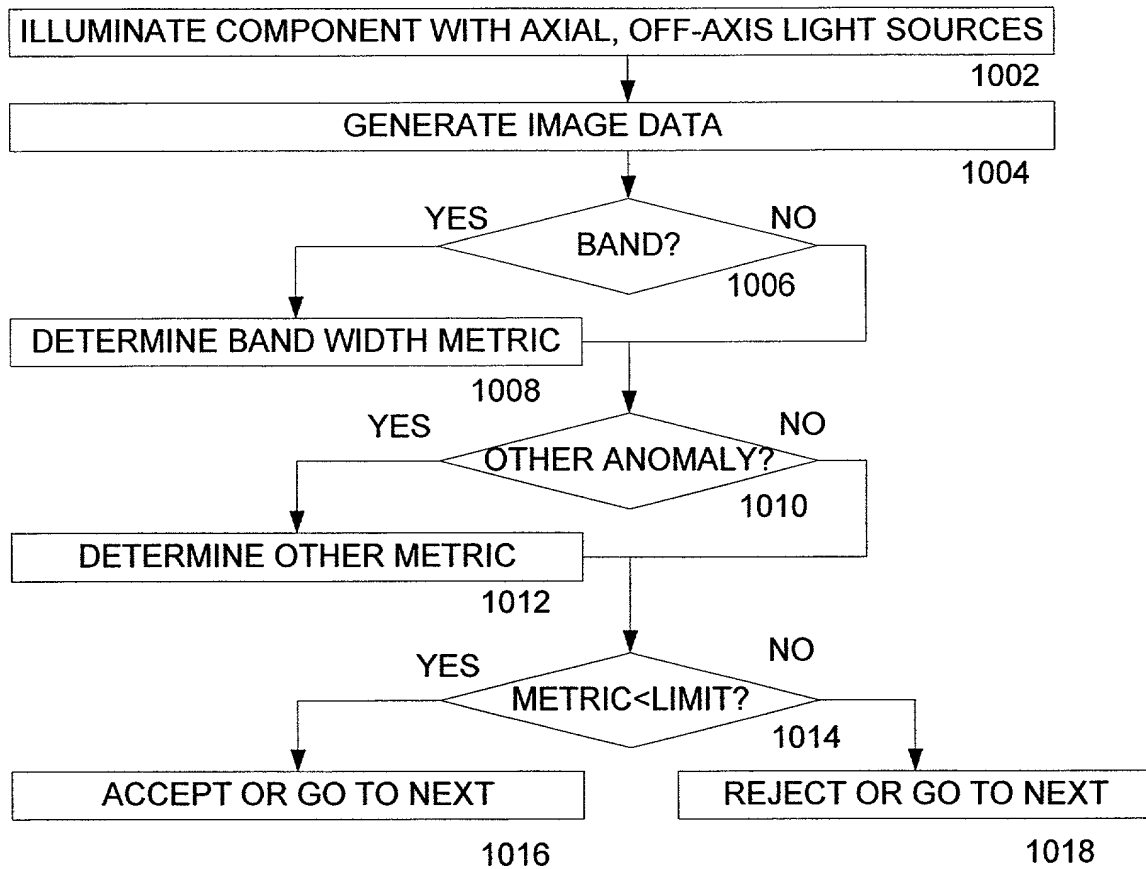 ILLUMINATE COMPONENT WITH AXIAL, OFF-AXIS LIGHT SOURCES
1002
GENERATE IMAGE DATA
1004
YES
NO
BAND?
1006
DETERMINE BAND WIDTH METRIC
1008
YES
NO
OTHER ANOMALY?
1010
DETERMINE OTHER METRIC
1012
YES
NO
METRIC<LIMIT?
1014
ACCEPT OR GO TO NEXT
1016
REJECT OR GO TO NEXT
1018